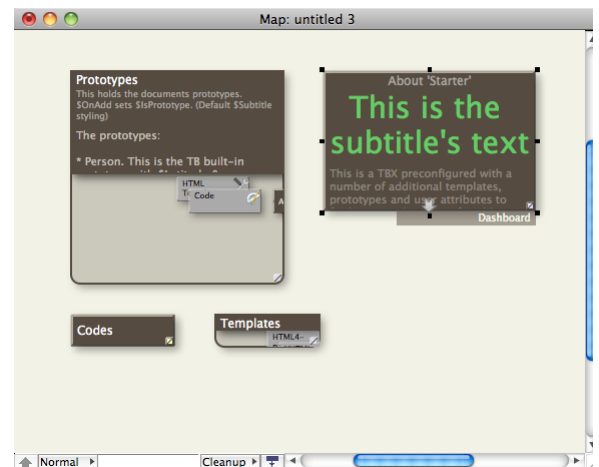 Map: untitled 3
Prototypes
This holds the documents prototypes.
$OnAdd sets $IsPrototype. (Default $Subtitle
styling)
The prototypes:
* Person. This is the TB built-in
HTML
Code
A
About 'Starter'
This is the
subtitle's text
This is a TBX preconfigured with a
number of additional templates,
prototypes and user attributes to
Dashboard
Codes
Templates
HTML4-
Normal
Cleanup